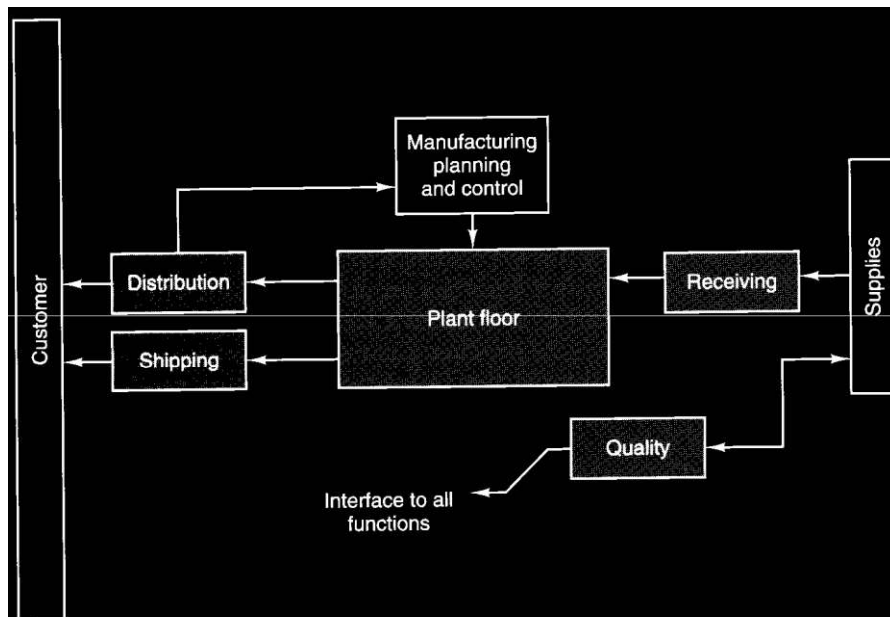 Manufacturing
planning
and control
Customer
Distribution
Shipping
Plant floor
Receiving
Supplies
Quality
Interface to all
functions